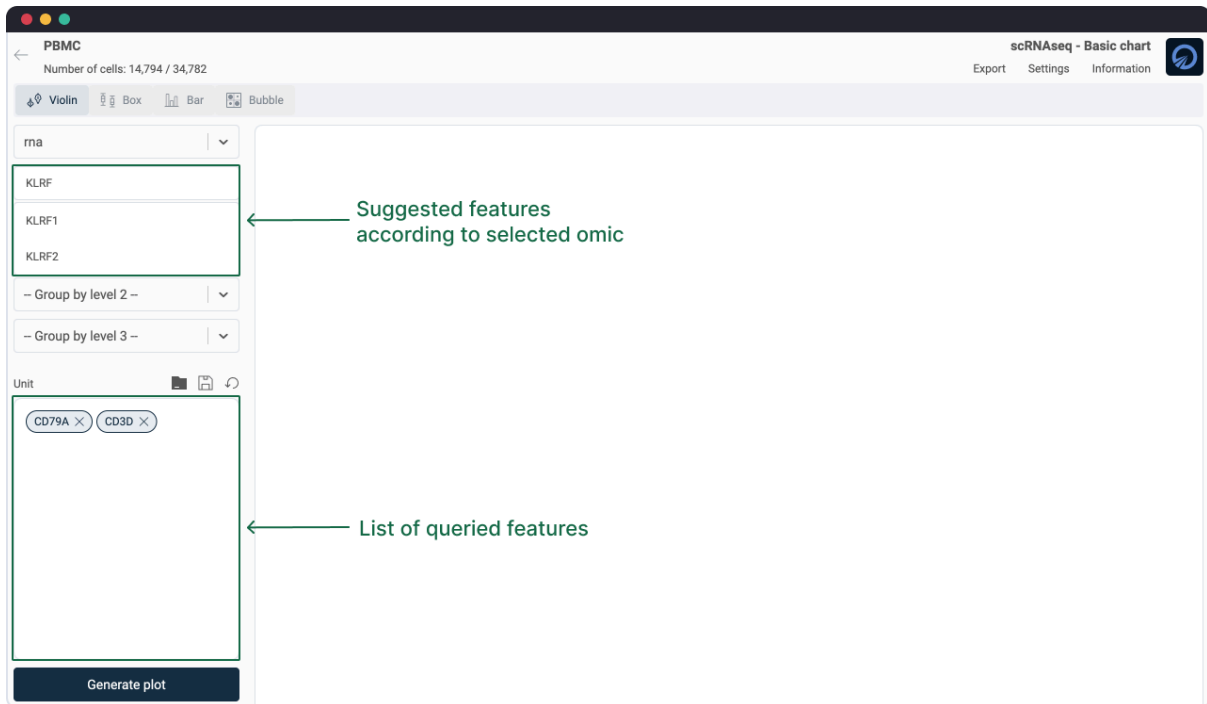 PBMC
Number of cells: 14,794 / 34,782
scRNAseq - Basic chart
Export Settings Information
Violin Box Bar Bubble
rna
KLRF
KLRF1
KLRF2
Suggested features
according to selected omic
-- Group by level 2 --
-- Group by level 3 --
Unit
CD79A CD3D
List of queried features
Generate plot